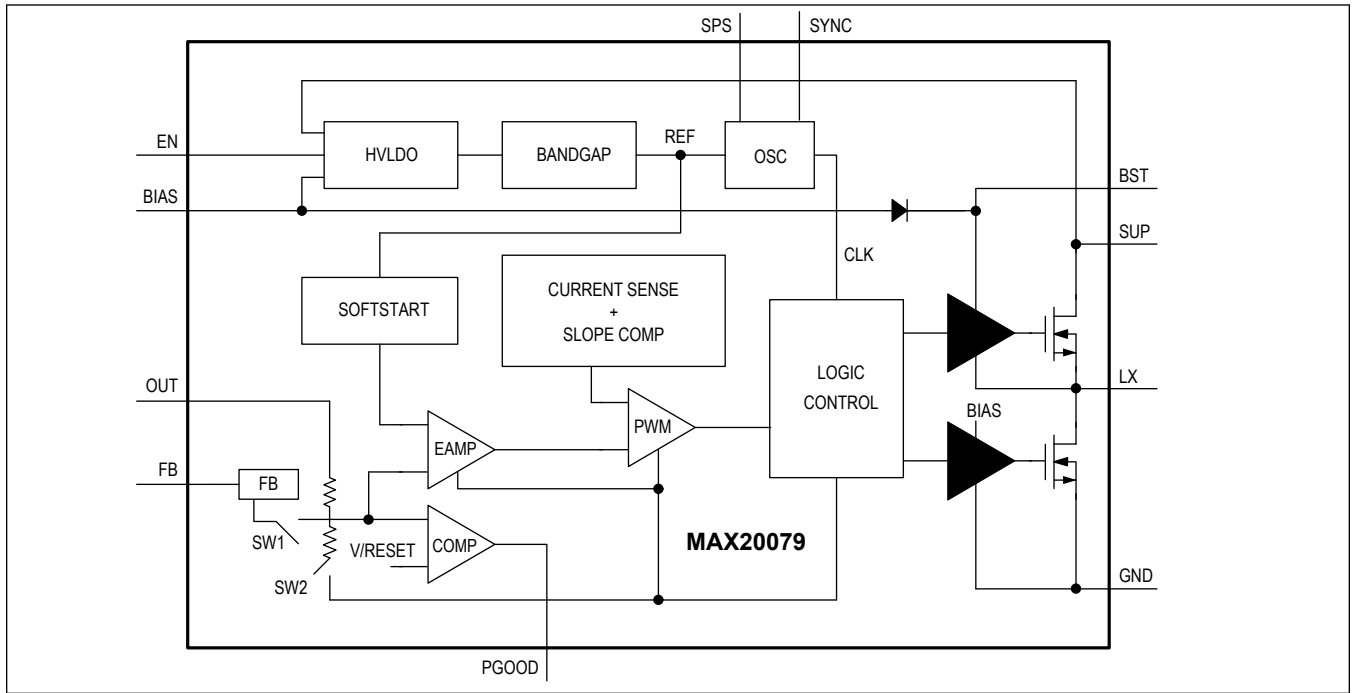 SPS
SYNC
EN
HVLDO
BANDGAP
REF
OSC
BST
BIAS
SUP
CLK
SOFTSTART
CURRENT SENSE
+
SLOPE COMP
LOGIC
CONTROL
OUT
LX
EAMP
PWM
BIAS
FB
FB
SW1
V/RESET
COMP
MAX20079
SW2
GND
PGOOD